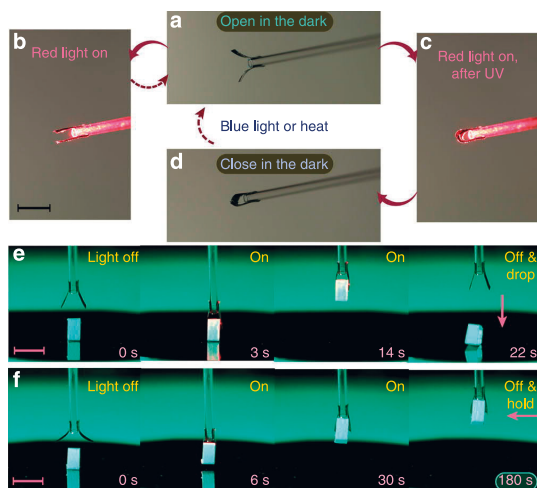 a
Open in the dark
b
Red light on
c
Red light on,
after UV
Blue light or heat
d
Close in the dark
e
Light off
On
On
Off &
drop
0 s
3 s
14 s
22 s
f
Light off
On
On
Off &
hold
0 s
6 s
30 s
180 s